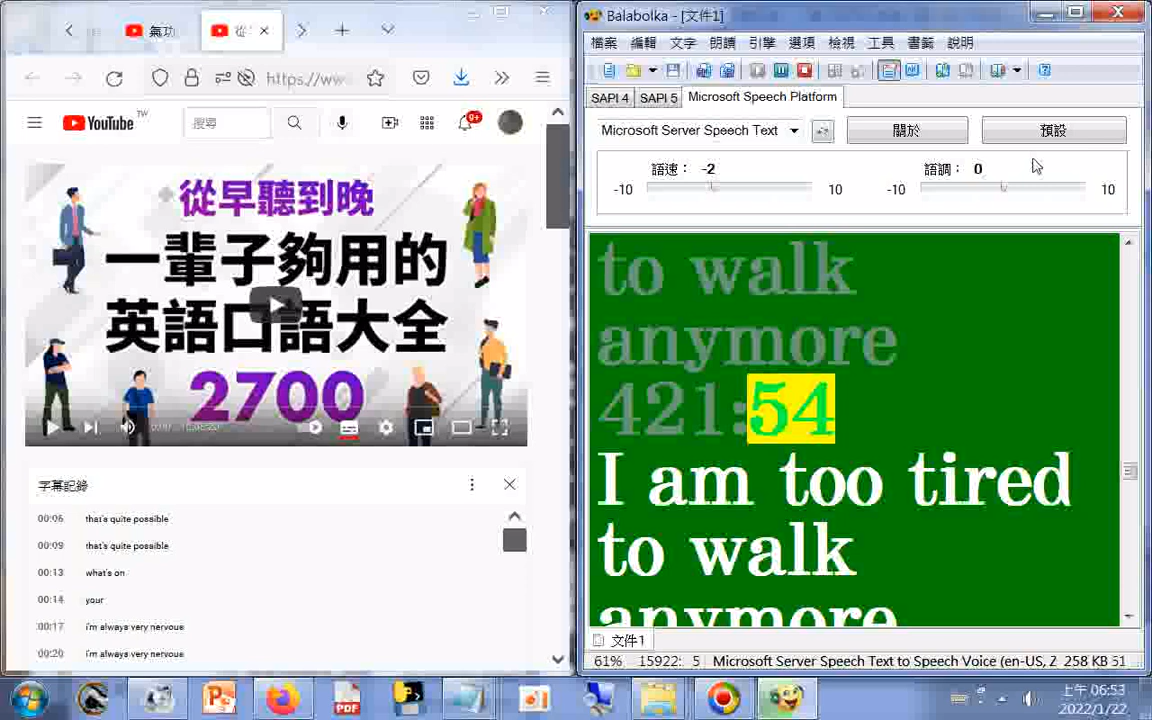 氣功
從
https://www
YouTube TW
搜尋
9+
從早聽到晚
一輩子夠用的
英語口語大全
2700
字幕記錄
00:06 that's quite possible
00:09 that's quite possible
00:13 what's on
00:14 your
00:17 i'm always very nervous
00:20 i'm always very nervous
Balabolka - [文件1]
檔案 編輯 文字 朗讀 引擎 選項 檢視 工具 書籤 說明
SAPI 4 SAPI 5 Microsoft Speech Platform
Microsoft Server Speech Text 關於 預設
語速： -2 語調： 0
-10 10 -10 10
to walk
anymore
421:54
I am too tired
to walk
anymore
文件1
61% 15922: 5 Microsoft Server Speech Text to Speech Voice (en-US, Z 258 KB 51
PDF
上午 06:53
2022/1/22